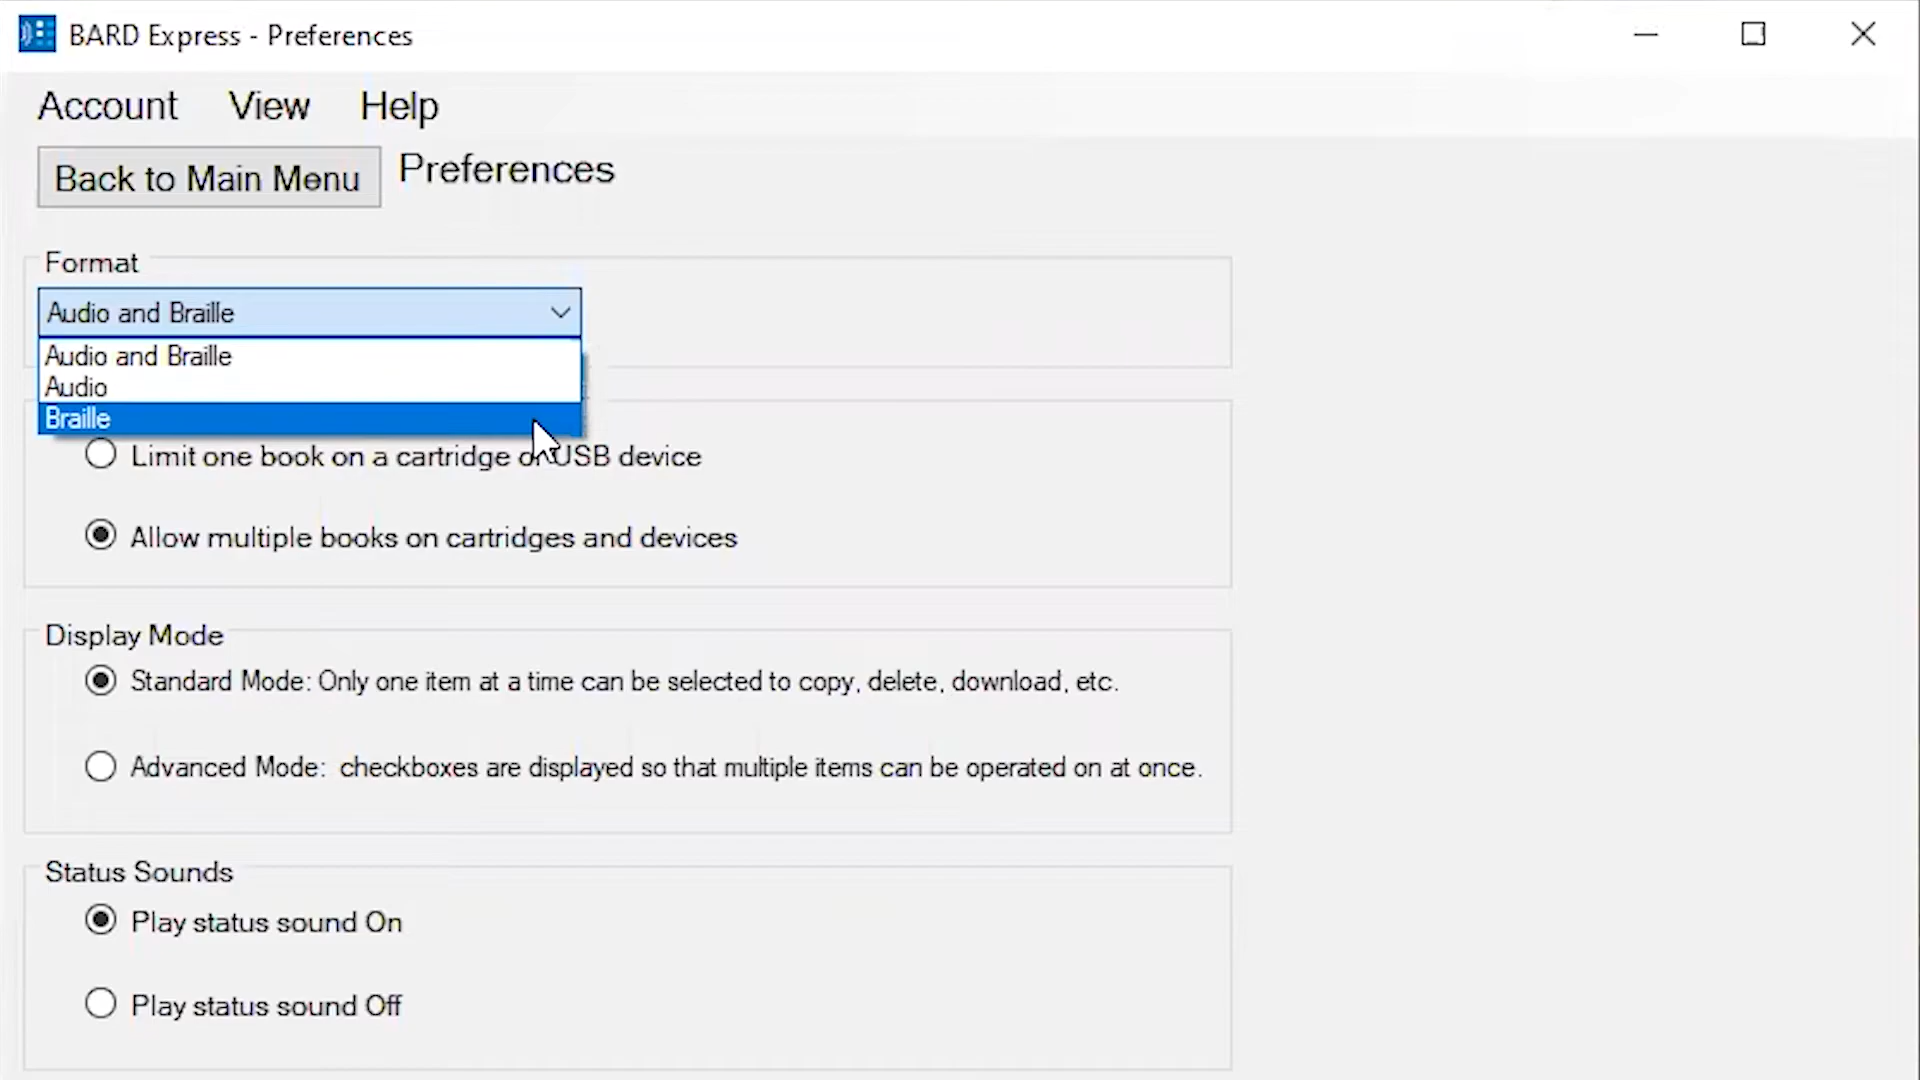 BARD Express - Preferences
Account View Help
Back to Main Menu Preferences
Format
Audio and Braille
Audio and Braille
Audio
Braille
Limit one book on a cartridge or USB device
Allow multiple books on cartridges and devices
Display Mode
Standard Mode: Only one item at a time can be selected to copy, delete, download, etc.
Advanced Mode: checkboxes are displayed so that multiple items can be operated on at once.
Status Sounds
Play status sound On
Play status sound Off